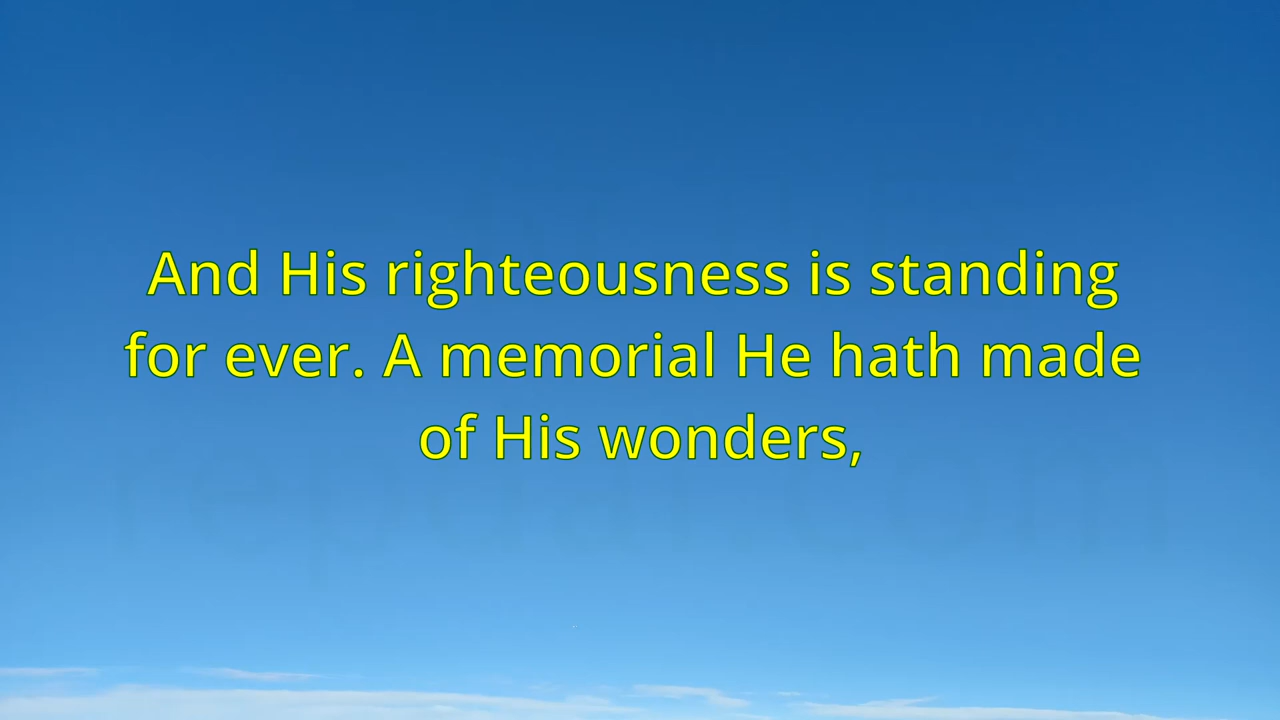 And His righteousness is standing
for ever. A memorial He hath made
of His wonders,